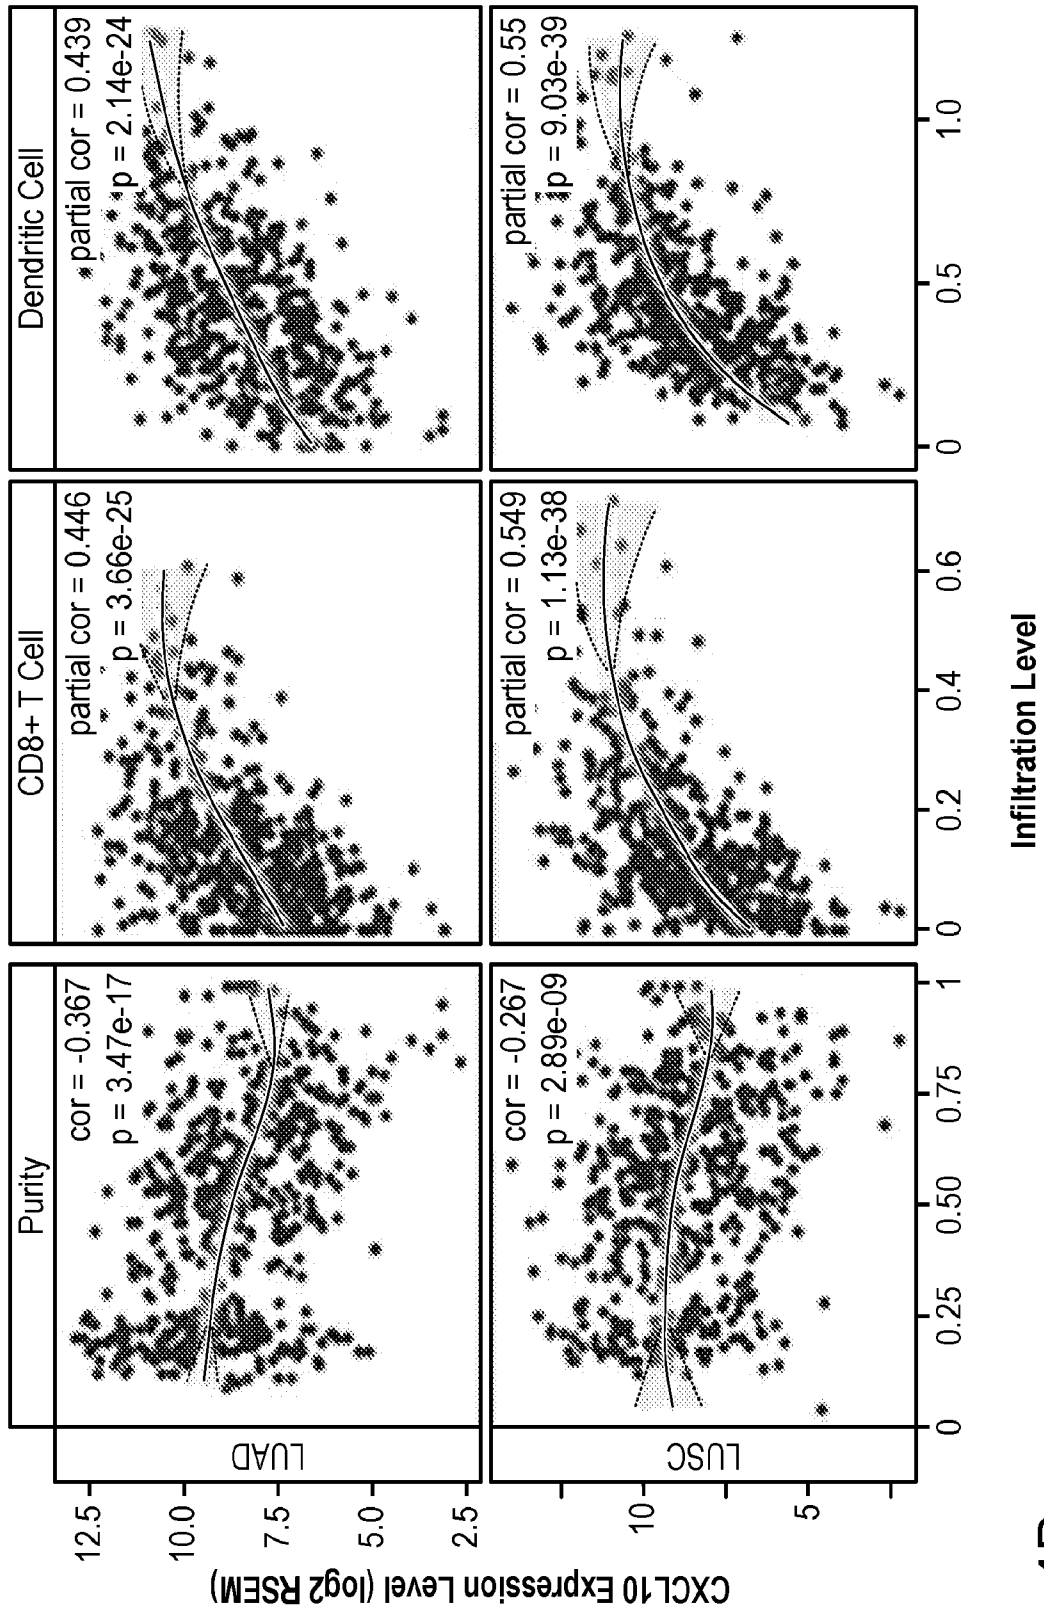 Purity
CD8+ T Cell
Dendritic Cell
LUAD
cor = -0.367
p = 3.47e-17
partial cor = 0.446
p = 3.66e-25
partial cor = 0.439
p = 2.14e-24
12.5
10.0
7.5
5.0
2.5
LUSC
cor = -0.267
p = 2.89e-09
partial cor = 0.549
p = 1.13e-38
partial cor = 0.55
p = 9.03e-39
10
5
0 0.25 0.50 0.75 1
0 0.2 0.4 0.6
0 0.5 1.0
CXCL10 Expression Level (log2 RSEM)
Infiltration Level